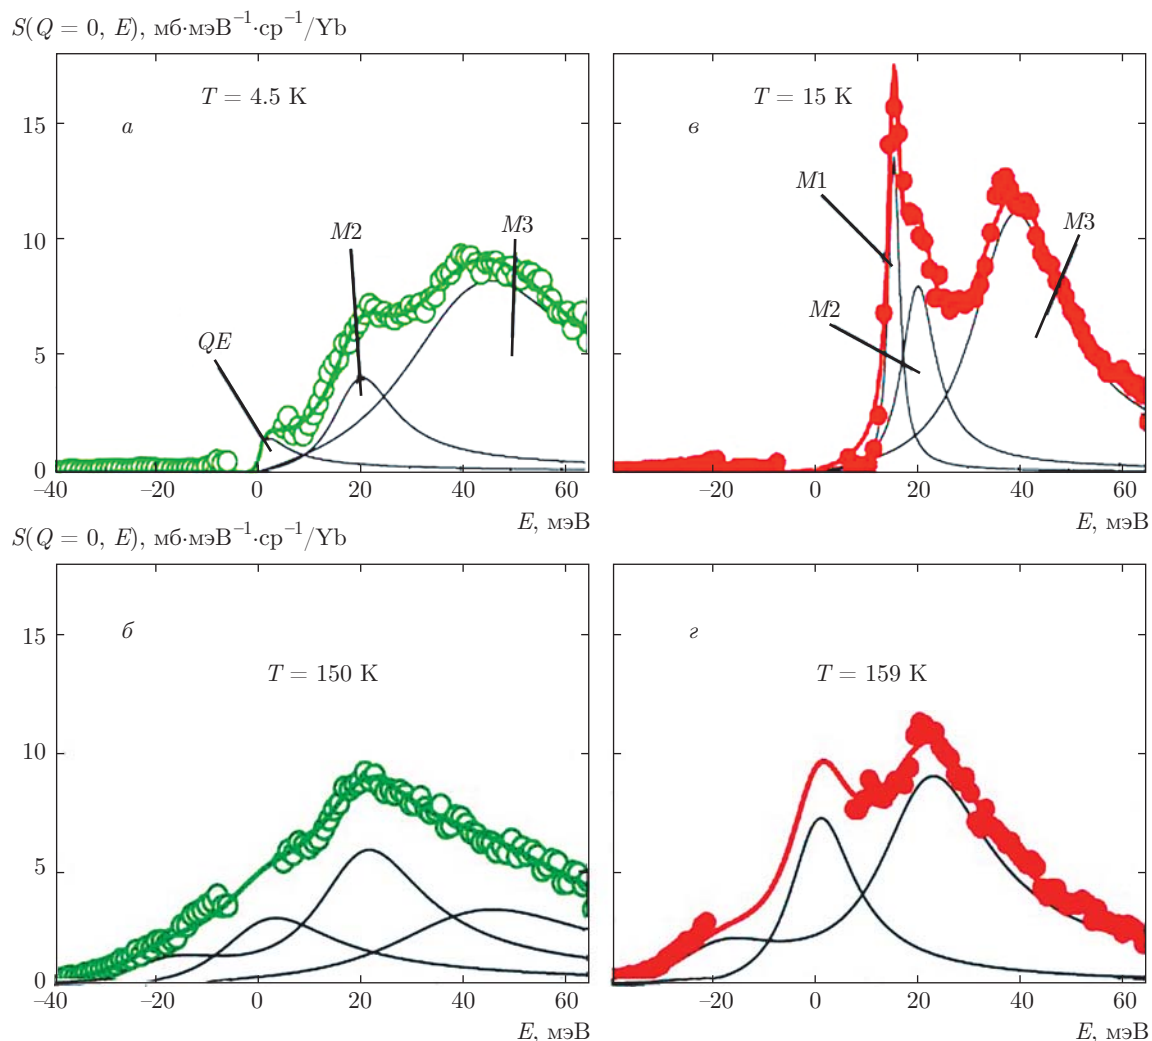 S(Q = 0, E), мб·мэВ⁻¹·ср⁻¹/Yb
T = 4.5 K
T = 15 K
а
в
15
10
5
0
QE
M2
M3
M1
M2
M3
–40 –20 0 20 40 60
–20 0 20 40 60
E, мэВ
E, мэВ
S(Q = 0, E), мб·мэВ⁻¹·ср⁻¹/Yb
б
г
T = 150 K
T = 159 K
15
10
5
0
–40 –20 0 20 40 60
–20 0 20 40 60
E, мэВ
E, мэВ